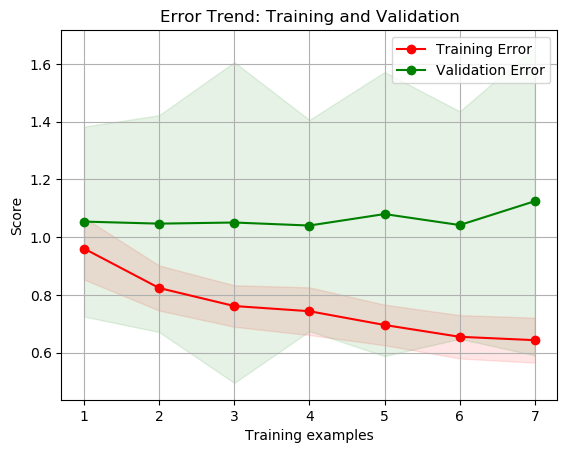 Error Trend: Training and Validation
Training Error
Validation Error
1.6
1.4
1.2
1.0
0.8
0.6
Score
1 2 3 4 5 6 7
Training examples